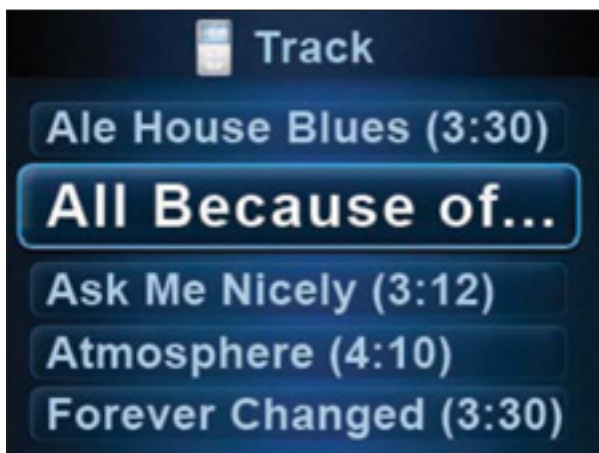 Track
Ale House Blues (3:30)
All Because of...
Ask Me Nicely (3:12)
Atmosphere (4:10)
Forever Changed (3:30)